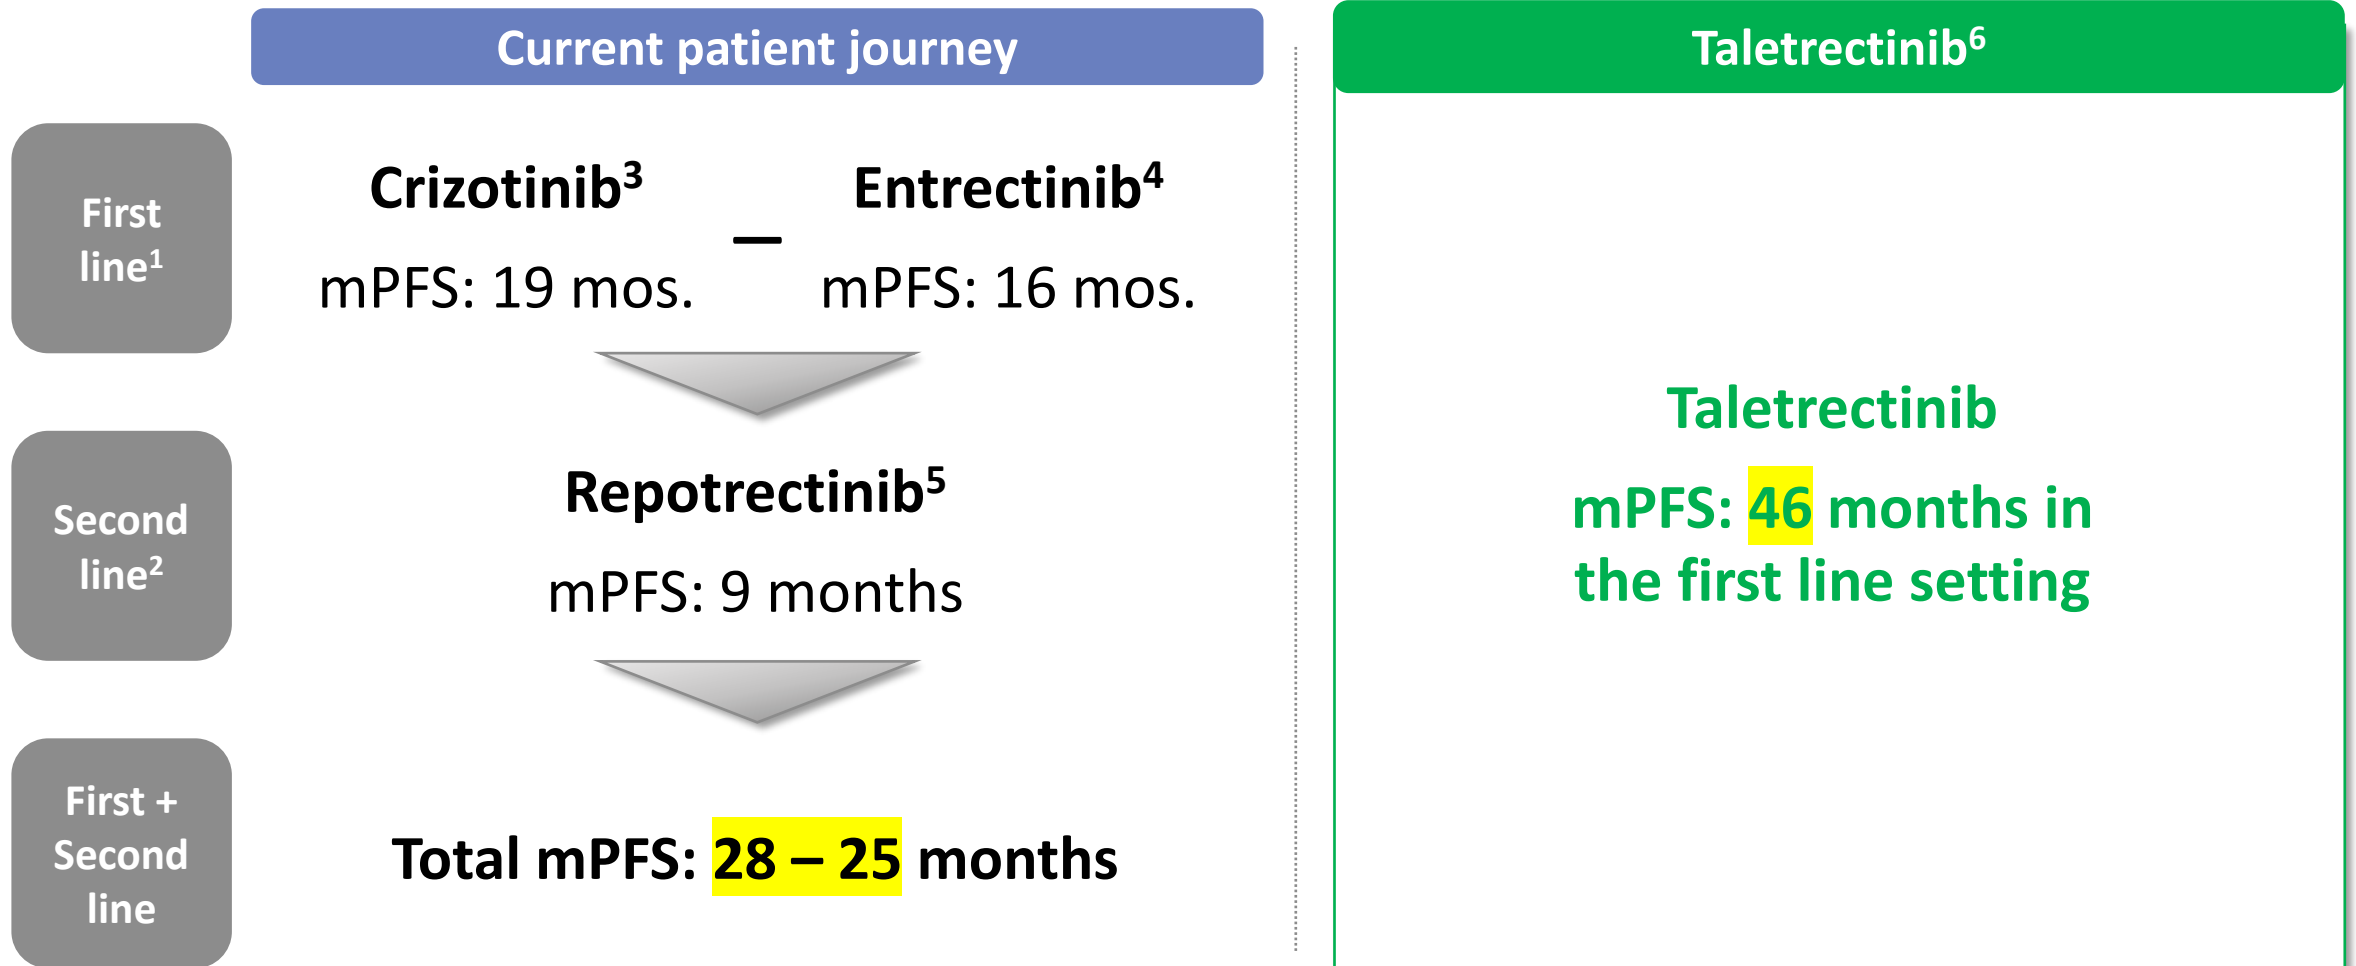 Current patient journey
Taletrectinib⁶
First
line¹
Crizotinib³
mPFS: 19 mos.
–
Entrectinib⁴
mPFS: 16 mos.
Second
line²
Repotrectinib⁵
mPFS: 9 months
First +
Second
line
Total mPFS: 28 – 25 months
Taletrectinib
mPFS: 46 months in
the first line setting